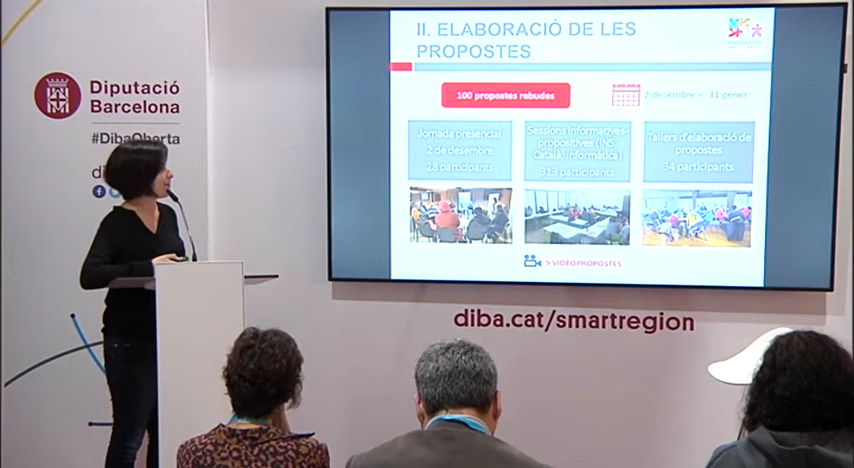 Diputació
Barcelona
#DibaOberta
II. ELABORACIÓ DE LES
PROPOSTES
100 propostes rebudes
2 desembre – 31 gener
Jornada presencial
2 de desembre
28 participants
Sessions informatives-
propositives (INS,
Català, Informàtica)
313 participants
Tallers d'elaboració de
propostes
34 participants
9 VIDEOPROPOSTES
diba.cat/smartregion